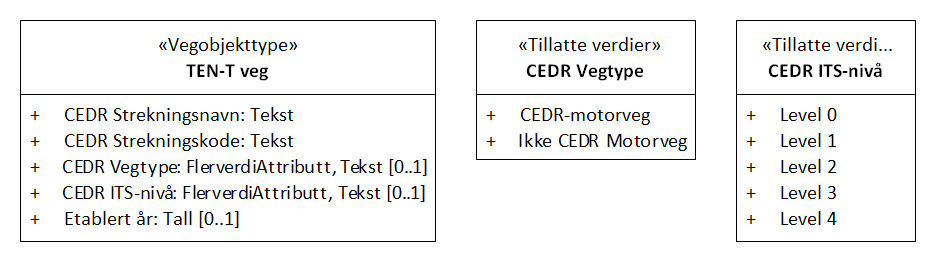 «Vegobjekttype»
TEN-T veg
+ CEDR Strekningsnavn: Tekst
+ CEDR Strekningskode: Tekst
+ CEDR Vegtype: FlerverdiAttributt, Tekst [0..1]
+ CEDR ITS-nivå: FlerverdiAttributt, Tekst [0..1]
+ Etablert år: Tall [0..1]
«Tillatte verdier»
CEDR Vegtype
+ CEDR-motorveg
+ Ikke CEDR Motorveg
«Tillatte verdi...
CEDR ITS-nivå
+ Level 0
+ Level 1
+ Level 2
+ Level 3
+ Level 4